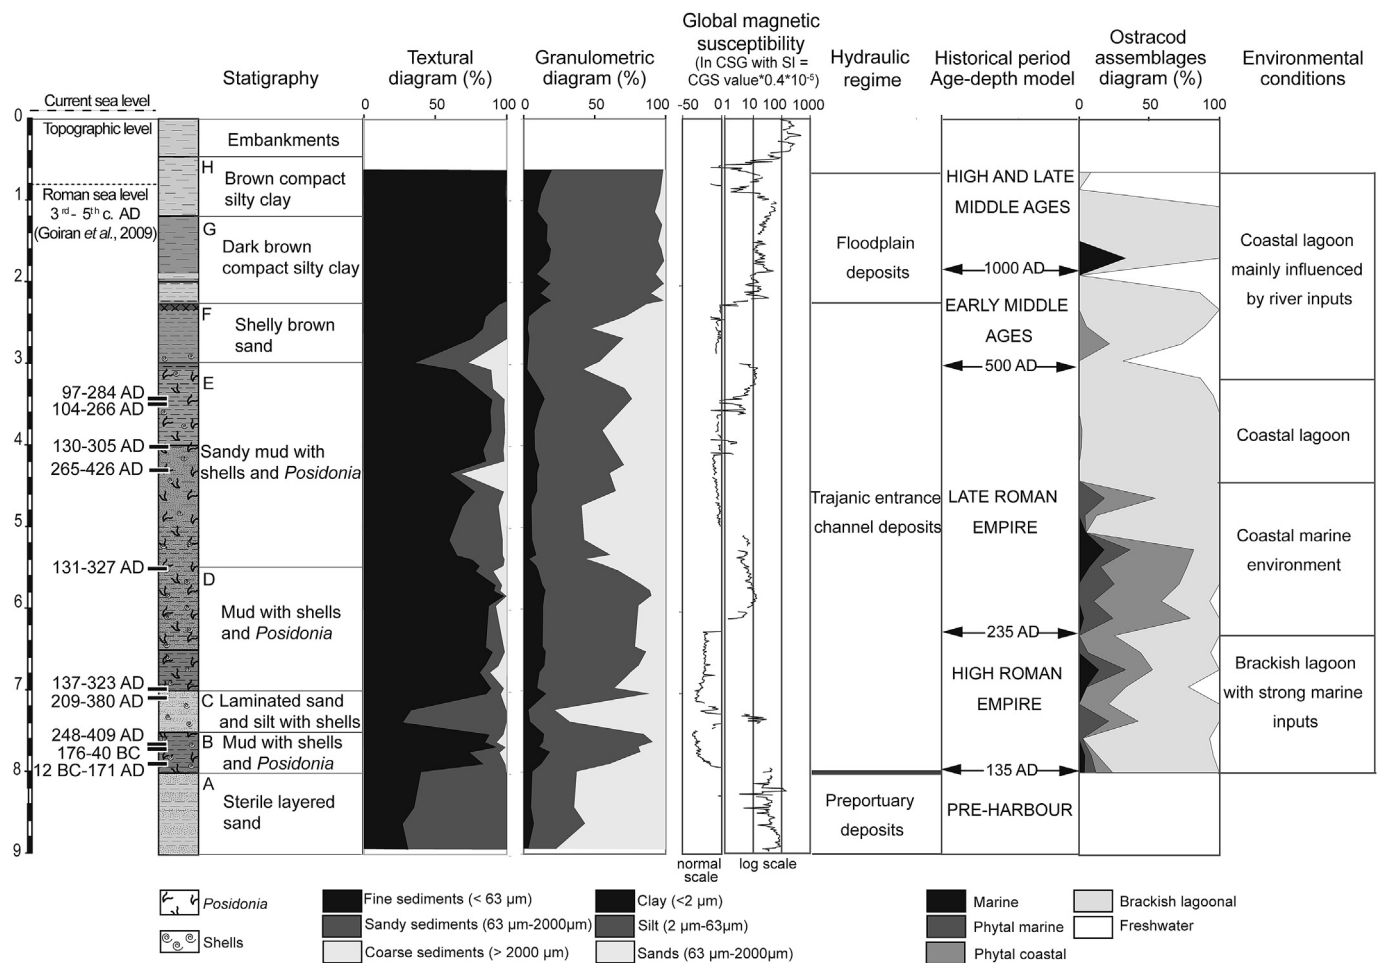 Global magnetic
susceptibility
(In CSG with SI =
CGS value*0.4*10-5)
Statigraphy
Textural
diagram (%)
Granulometric
diagram (%)
Hydraulic
regime
Historical period
Age-depth model
Ostracod
assemblages
diagram (%)
Environmental
conditions
0 50 100
0 50 100
-50 0 1 10 100 1000
0 50 100
Current sea level
Topographic level
Roman sea level
3rd - 5th c. AD
(Goiran et al., 2009)
0
1
2
3
4
5
6
7
8
9
97-284 AD
104-266 AD
130-305 AD
265-426 AD
131-327 AD
137-323 AD
209-380 AD
248-409 AD
176-40 BC
12 BC-171 AD
Embankments
H
Brown compact
silty clay
G
Dark brown
compact silty clay
F
Shelly brown
sand
E
Sandy mud with
shells and Posidonia
D
Mud with shells
and Posidonia
C Laminated sand
and silt with shells
B Mud with shells
and Posidonia
A
Sterile layered
sand
normal
scale
log scale
Floodplain
deposits
Trajanic entrance
channel deposits
Preportuary
deposits
HIGH AND LATE
MIDDLE AGES
1000 AD
EARLY MIDDLE
AGES
500 AD
LATE ROMAN
EMPIRE
235 AD
HIGH ROMAN
EMPIRE
135 AD
PRE-HARBOUR
Coastal lagoon
mainly influenced
by river inputs
Coastal lagoon
Coastal marine
environment
Brackish lagoon
with strong marine
inputs
Posidonia
Shells
Fine sediments (< 63 µm)
Sandy sediments (63 µm-2000µm)
Coarse sediments (> 2000 µm)
Clay (<2 µm)
Silt (2 µm-63µm)
Sands (63 µm-2000µm)
Marine
Phytal marine
Phytal coastal
Brackish lagoonal
Freshwater